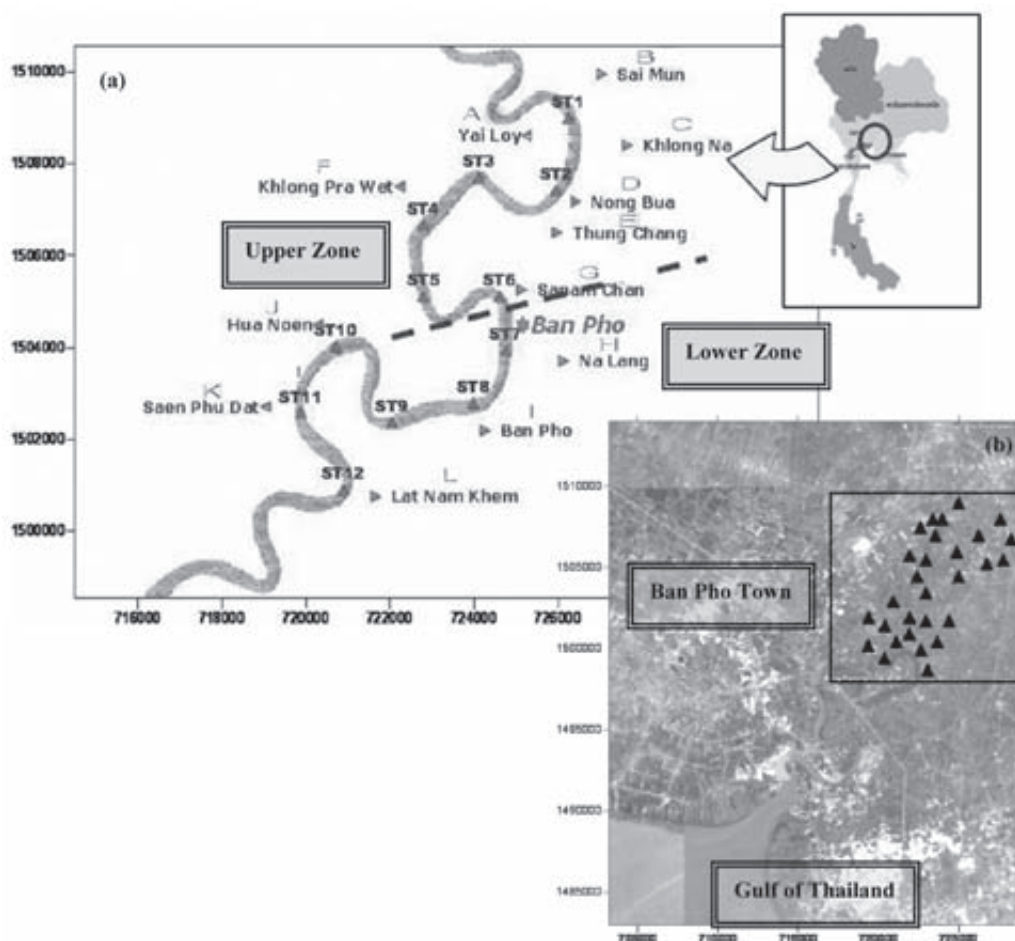 (a)
1510000
1508000
1506000
1504000
1502000
1500000
716000
718000
720000
722000
724000
726000
B
Sai Mun
ST1
A
Yai Loy
C
Khlong Na
ST3
ST2
F
Khlong Pra Wet
D
Nong Bua
ST4
E
Thung Chang
Upper Zone
G
Sanam Chan
ST5
ST6
J
Hua Noen
ST10
Ban Pho
ST7
H
Na Lang
Lower Zone
K
Saen Phu Dat
ST11
ST8
ST9
I
Ban Pho
ST12
L
Lat Nam Khem
(b)
1510000
1505000
Ban Pho Town
1500000
1495000
1490000
1485000
Gulf of Thailand